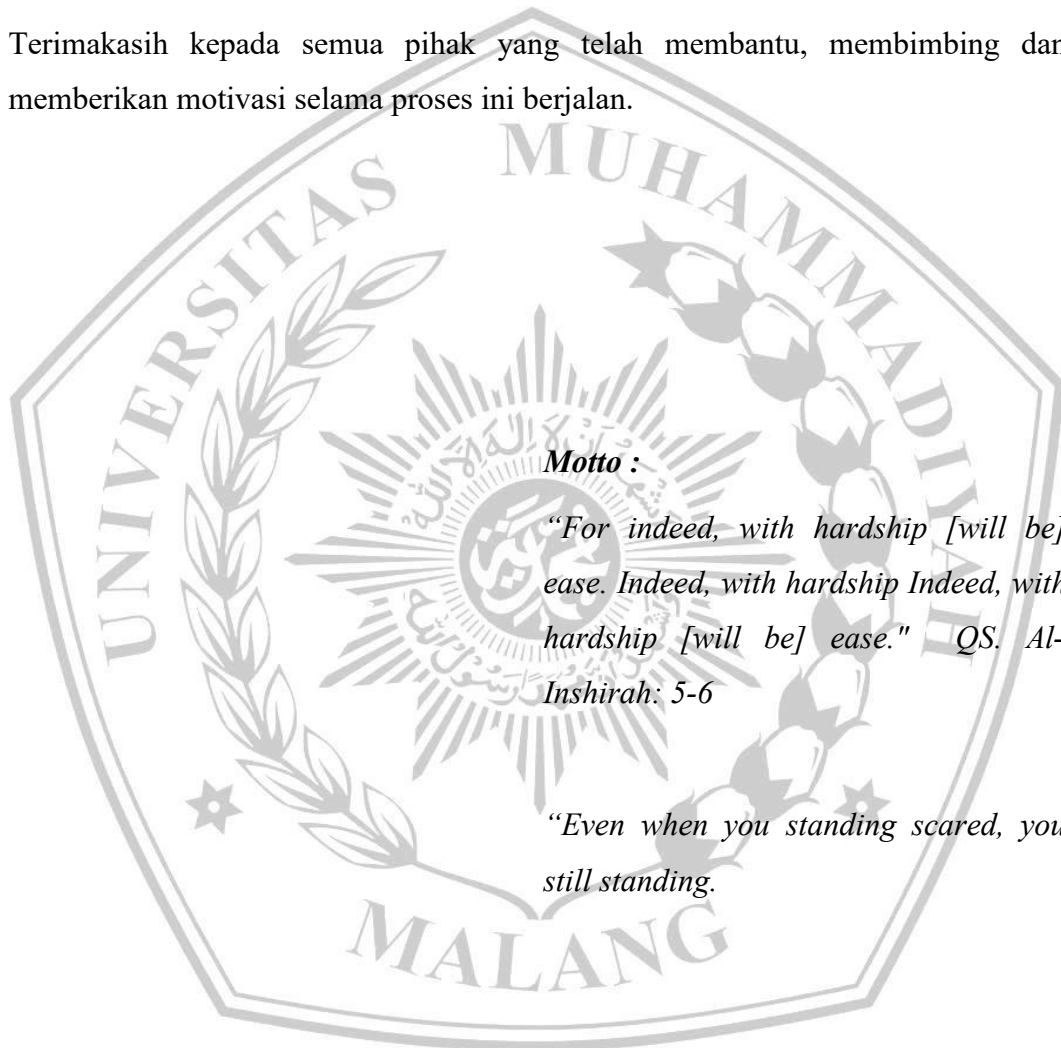 Terimakasih kepada semua pihak yang telah membantu, membimbing dan
memberikan motivasi selama proses ini berjalan.
UNIVERSITAS MUHAMMADIYAH
MALANG
Motto :
“For indeed, with hardship [will be]
ease. Indeed, with hardship Indeed, with
hardship [will be] ease." QS. Al-
Inshirah: 5-6
“Even when you standing scared, you
still standing.